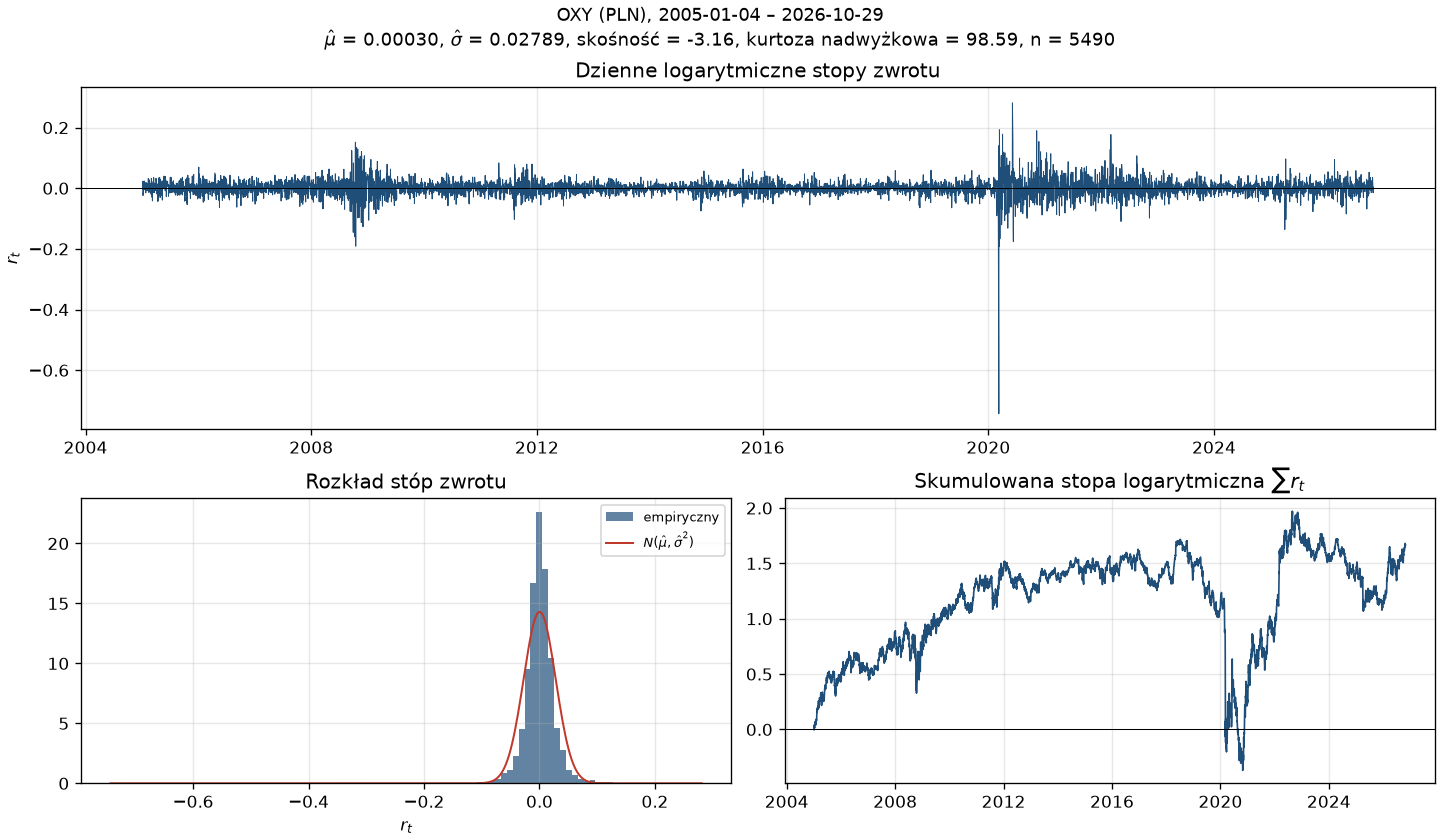 OXY (PLN), 2005-01-04 – 2026-10-29
μ̂ = 0.00030, σ̂ = 0.02789, skośność = -3.16, kurtoza nadwyżkowa = 98.59, n = 5490
Dzienne logarytmiczne stopy zwrotu
0.2
0.0
−0.2
−0.4
−0.6
r_t
2004 2008 2012 2016 2020 2024
Rozkład stóp zwrotu
empiryczny
N(μ̂, σ̂²)
20
15
10
5
0
−0.6 −0.4 −0.2 0.0 0.2
r_t
Skumulowana stopa logarytmiczna ∑r_t
2.0
1.5
1.0
0.5
0.0
2004 2008 2012 2016 2020 2024